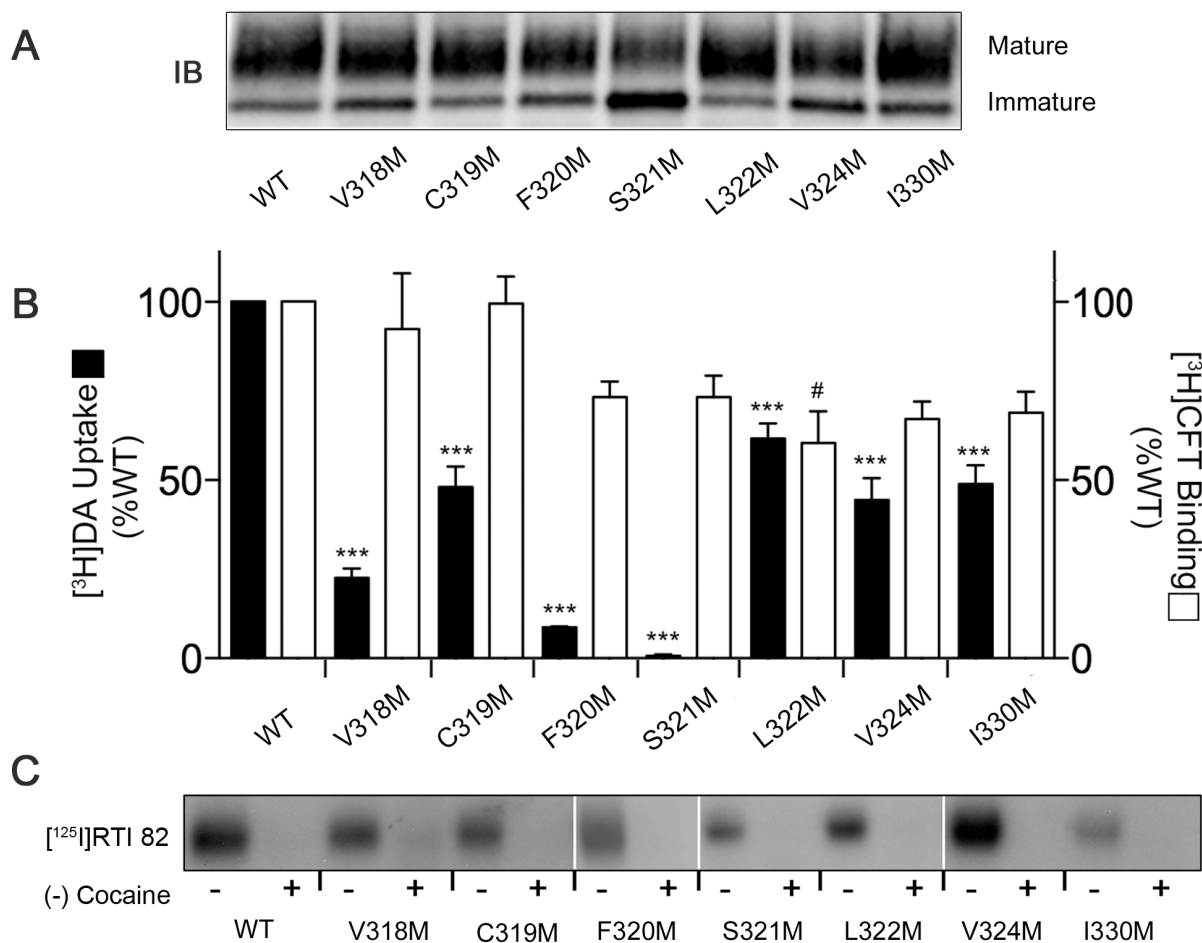 A
IB
Mature
Immature
WT V318M C319M F320M S321M L322M V324M I330M
B
[³H]DA Uptake
(%WT)
100
50
0
*** *** *** *** *** # *** ***
100
50
0
[³H]CFT Binding
(%WT)
WT V318M C319M F320M S321M L322M V324M I330M
C
[¹²⁵I]RTI 82
(-) Cocaine - + - + - + - + - + - + - + - +
WT V318M C319M F320M S321M L322M V324M I330M